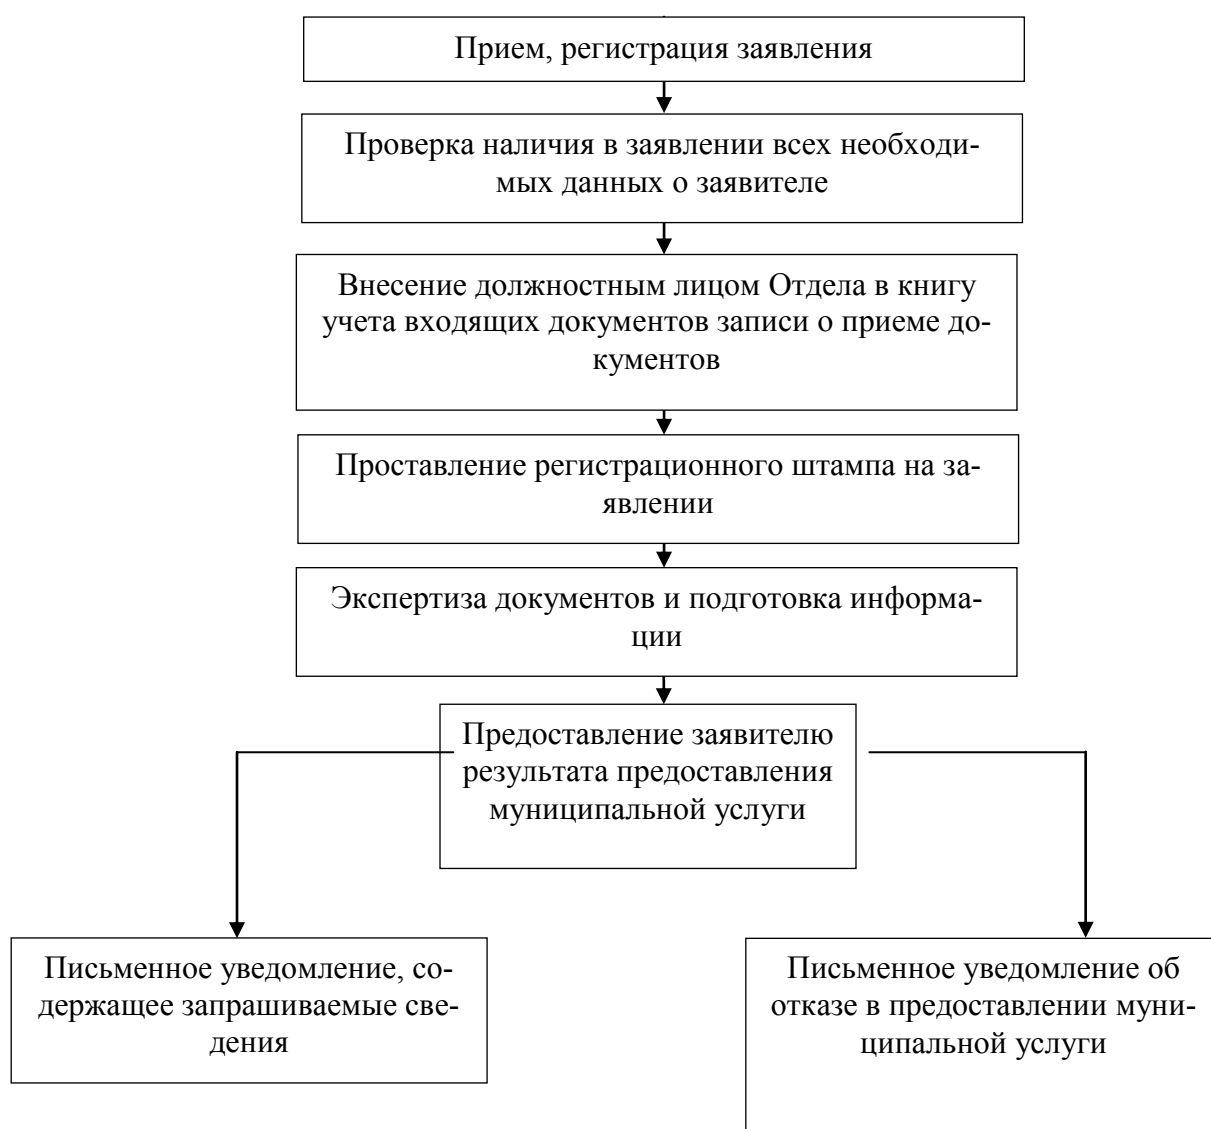 Прием, регистрация заявления
Проверка наличия в заявлении всех необходи-
мых данных о заявителе
Внесение должностным лицом Отдела в книгу
учета входящих документов записи о приеме до-
кументов
Проставление регистрационного штампа на за-
явлении
Экспертиза документов и подготовка информа-
ции
Предоставление заявителю
результата предоставления
муниципальной услуги
Письменное уведомление, со-
держащее запрашиваемые све-
дения
Письменное уведомление об
отказе в предоставлении муни-
ципальной услуги